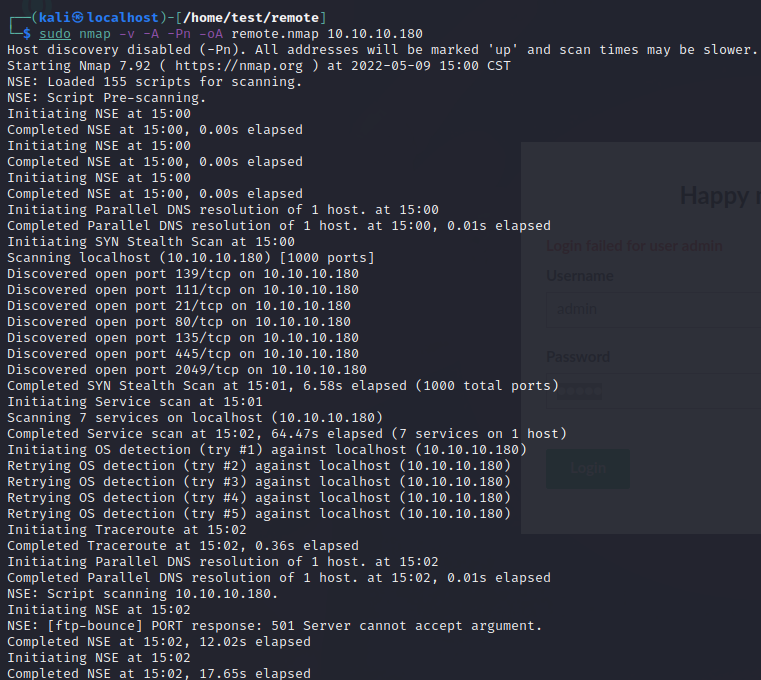 ┌──(kali㉿localhost)-[/home/test/remote]
└─$ sudo nmap -v -A -Pn -oA remote.nmap 10.10.10.180
Host discovery disabled (-Pn). All addresses will be marked 'up' and scan times may be slower.
Starting Nmap 7.92 ( https://nmap.org ) at 2022-05-09 15:00 CST
NSE: Loaded 155 scripts for scanning.
NSE: Script Pre-scanning.
Initiating NSE at 15:00
Completed NSE at 15:00, 0.00s elapsed
Initiating NSE at 15:00
Completed NSE at 15:00, 0.00s elapsed
Initiating NSE at 15:00
Completed NSE at 15:00, 0.00s elapsed
Initiating Parallel DNS resolution of 1 host. at 15:00
Completed Parallel DNS resolution of 1 host. at 15:00, 0.01s elapsed
Initiating SYN Stealth Scan at 15:00
Scanning localhost (10.10.10.180) [1000 ports]
Discovered open port 139/tcp on 10.10.10.180
Discovered open port 111/tcp on 10.10.10.180
Discovered open port 21/tcp on 10.10.10.180
Discovered open port 80/tcp on 10.10.10.180
Discovered open port 135/tcp on 10.10.10.180
Discovered open port 445/tcp on 10.10.10.180
Discovered open port 2049/tcp on 10.10.10.180
Completed SYN Stealth Scan at 15:01, 6.58s elapsed (1000 total ports)
Initiating Service scan at 15:01
Scanning 7 services on localhost (10.10.10.180)
Completed Service scan at 15:02, 64.47s elapsed (7 services on 1 host)
Initiating OS detection (try #1) against localhost (10.10.10.180)
Retrying OS detection (try #2) against localhost (10.10.10.180)
Retrying OS detection (try #3) against localhost (10.10.10.180)
Retrying OS detection (try #4) against localhost (10.10.10.180)
Retrying OS detection (try #5) against localhost (10.10.10.180)
Initiating Traceroute at 15:02
Completed Traceroute at 15:02, 0.36s elapsed
Initiating Parallel DNS resolution of 1 host. at 15:02
Completed Parallel DNS resolution of 1 host. at 15:02, 0.01s elapsed
NSE: Script scanning 10.10.10.180.
Initiating NSE at 15:02
NSE: [ftp-bounce] PORT response: 501 Server cannot accept argument.
Completed NSE at 15:02, 12.02s elapsed
Initiating NSE at 15:02
Completed NSE at 15:02, 17.65s elapsed
Happy
Login failed for user admin
Username
admin
Password
Login